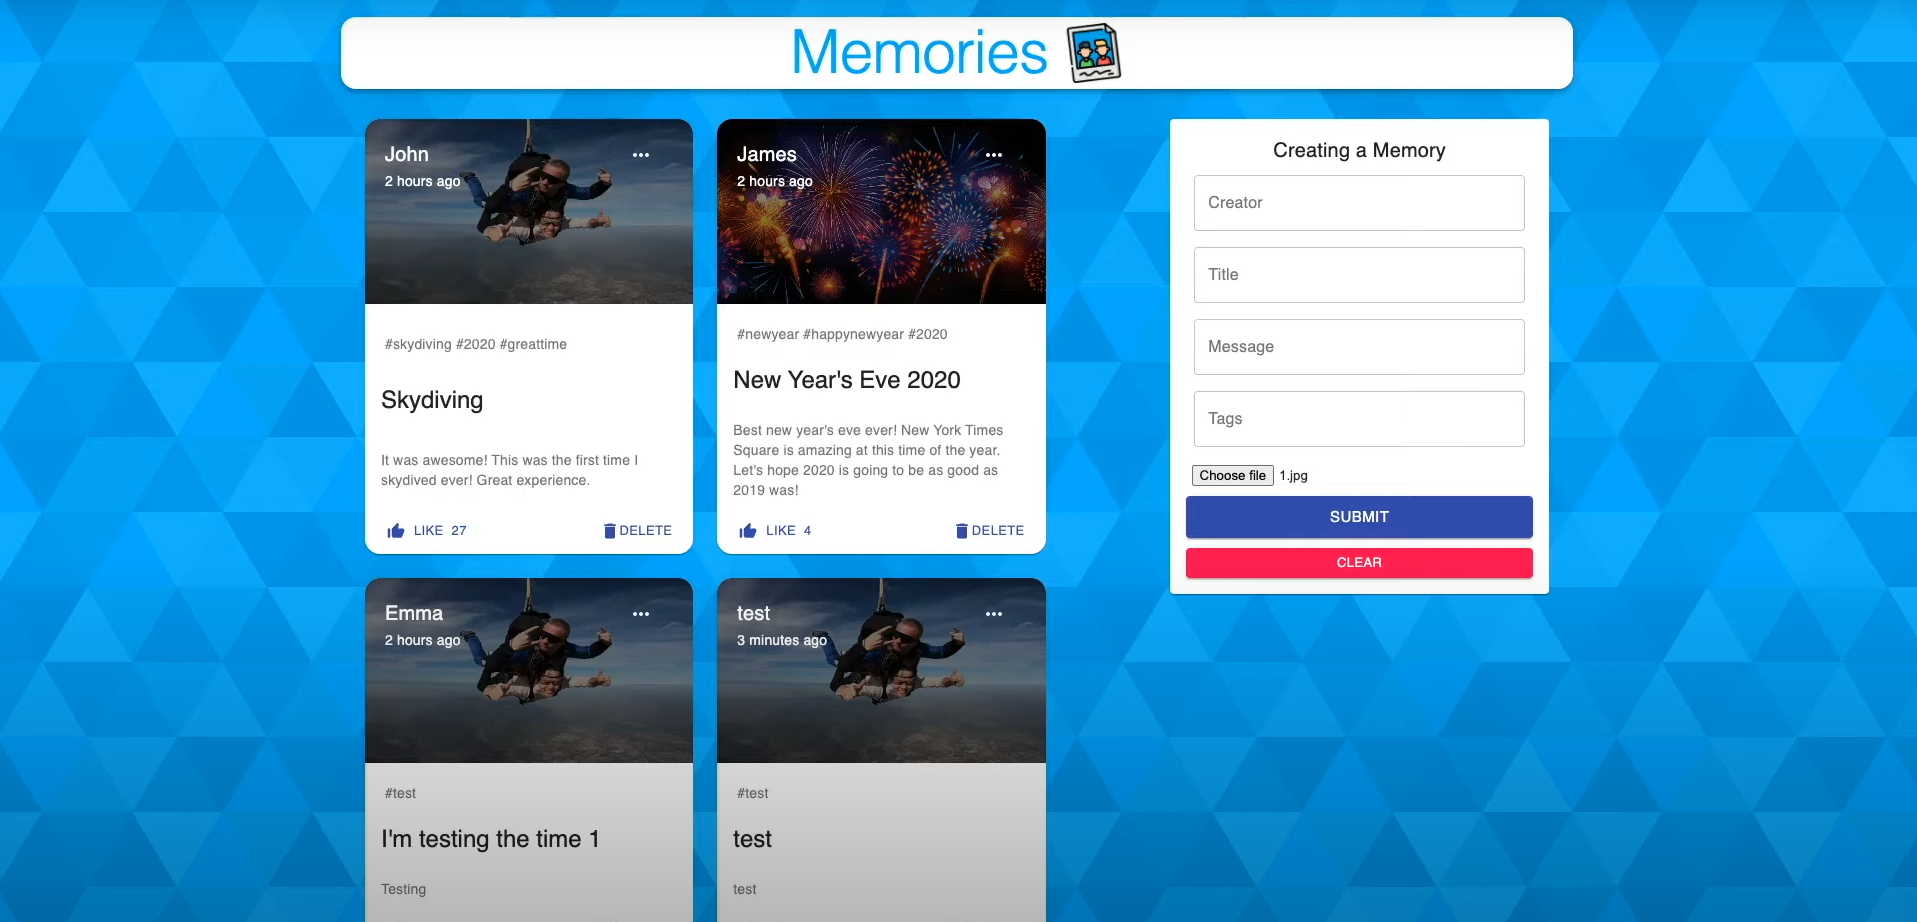 Memories
John
2 hours ago
#skydiving #2020 #greattime
Skydiving
It was awesome! This was the first time I
skydived ever! Great experience.
LIKE 27
DELETE
James
2 hours ago
#newyear #happynewyear #2020
New Year's Eve 2020
Best new year's eve ever! New York Times
Square is amazing at this time of the year.
Let's hope 2020 is going to be as good as
2019 was!
LIKE 4
DELETE
Emma
2 hours ago
#test
I'm testing the time 1
Testing
test
3 minutes ago
#test
test
test
Creating a Memory
Creator
Title
Message
Tags
Choose file 1.jpg
SUBMIT
CLEAR